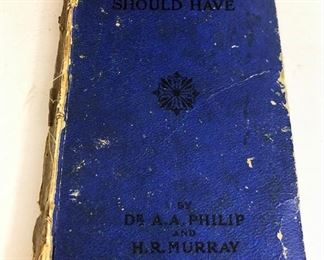 SHOULD HAVE
BY
DR A.A. PHILIP
AND
H.R. MURRAY